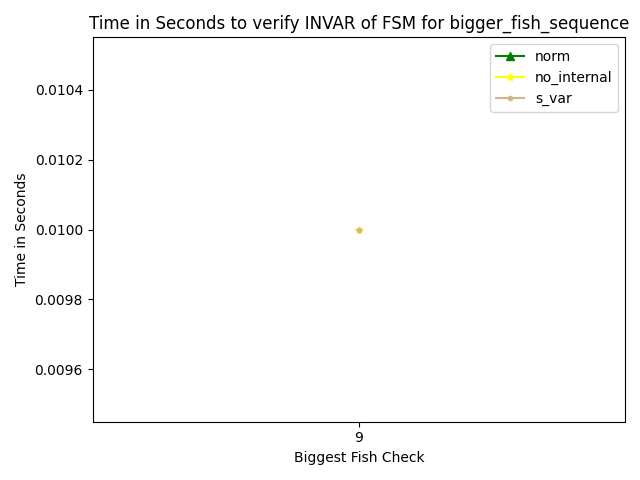 Time in Seconds to verify INVAR of FSM for bigger_fish_sequence
norm
no_internal
s_var
0.0104
0.0102
0.0100
0.0098
0.0096
Time in Seconds
9
Biggest Fish Check